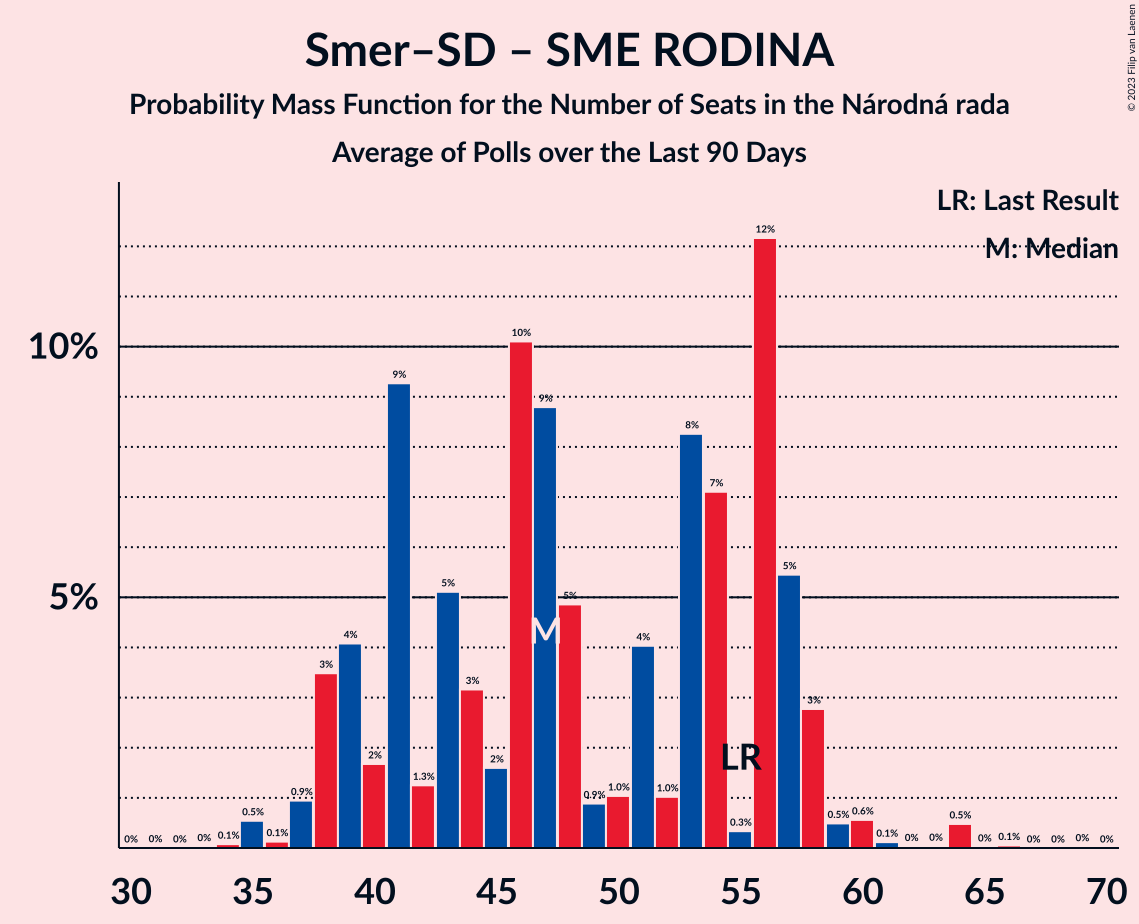 Smer–SD – SME RODINA
Probability Mass Function for the Number of Seats in the Národná rada
Average of Polls over the Last 90 Days
© 2023 Filip van Laenen
LR: Last Result
M: Median
10%
5%
0% 0% 0% 0% 0.1% 0.5% 0.1% 0.9% 3% 4% 2% 9% 1.3% 5% 3% 2% 10% 9% 5% 0.9% 1.0% 4% 1.0% 8% 7% 0.3% 12% 5% 3% 0.5% 0.6% 0.1% 0% 0% 0.5% 0% 0.1% 0% 0% 0% 0%
M
LR
30 35 40 45 50 55 60 65 70